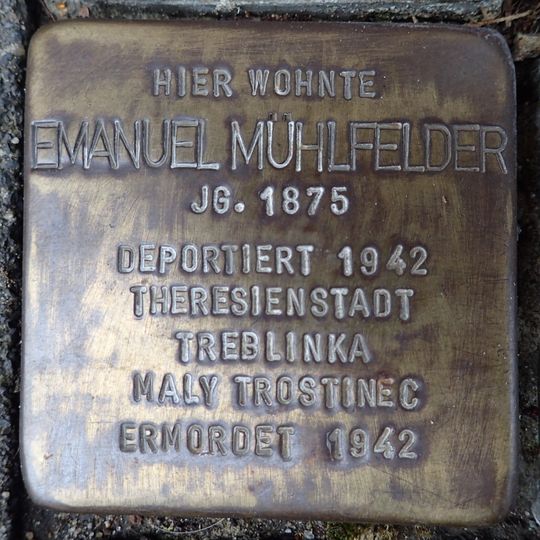 HIER WOHNTE
EMANUEL MÜHLFELDER
JG. 1875
DEPORTIERT 1942
THERESIENSTADT
TREBLINKA
MALY TROSTINEC
ERMORDET 1942